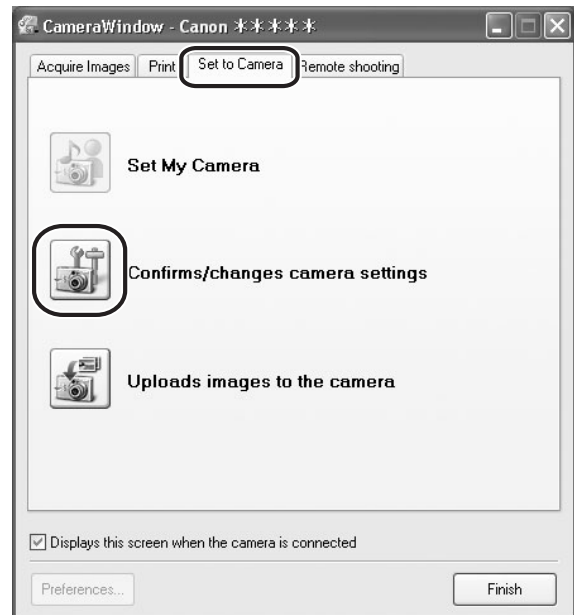 CameraWindow - Canon *****
Acquire Images Print Set to Camera Remote shooting
Set My Camera
Confirms/changes camera settings
Uploads images to the camera
Displays this screen when the camera is connected
Preferences... Finish